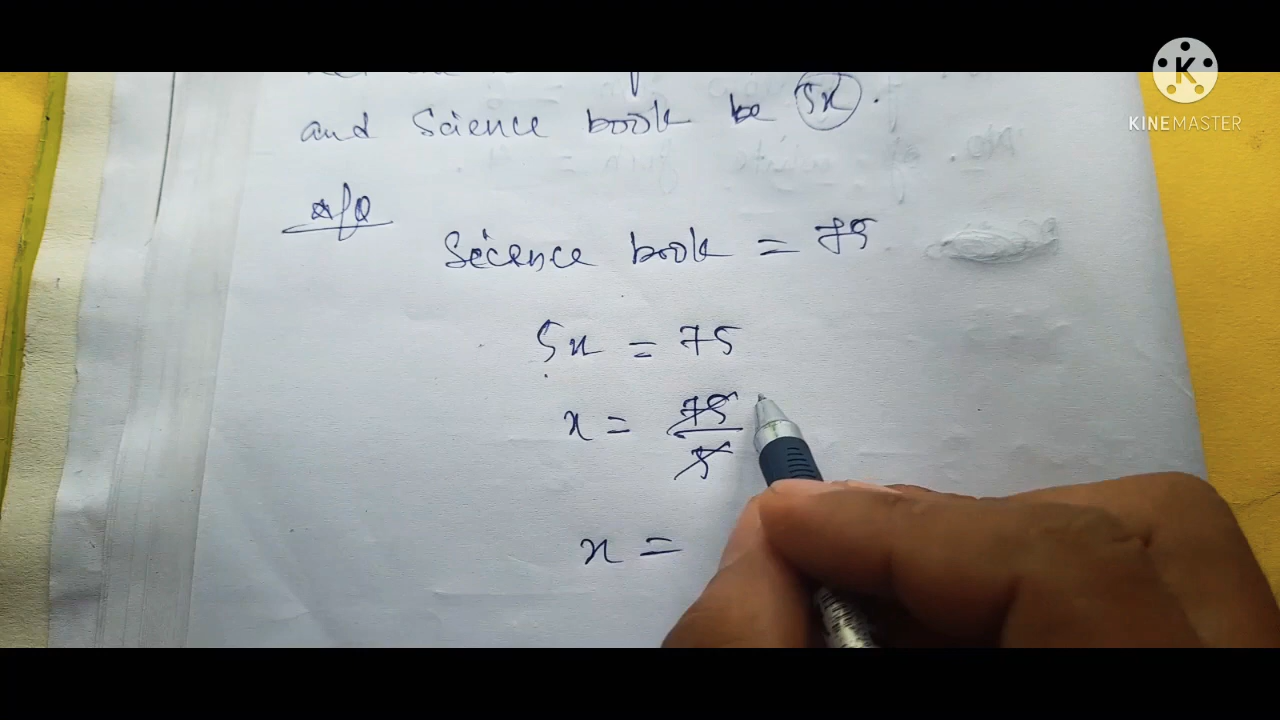 KINEMASTER
and Science book be 5x.
A/Q
Science book = 75
5x = 75
x = 75/5
x =